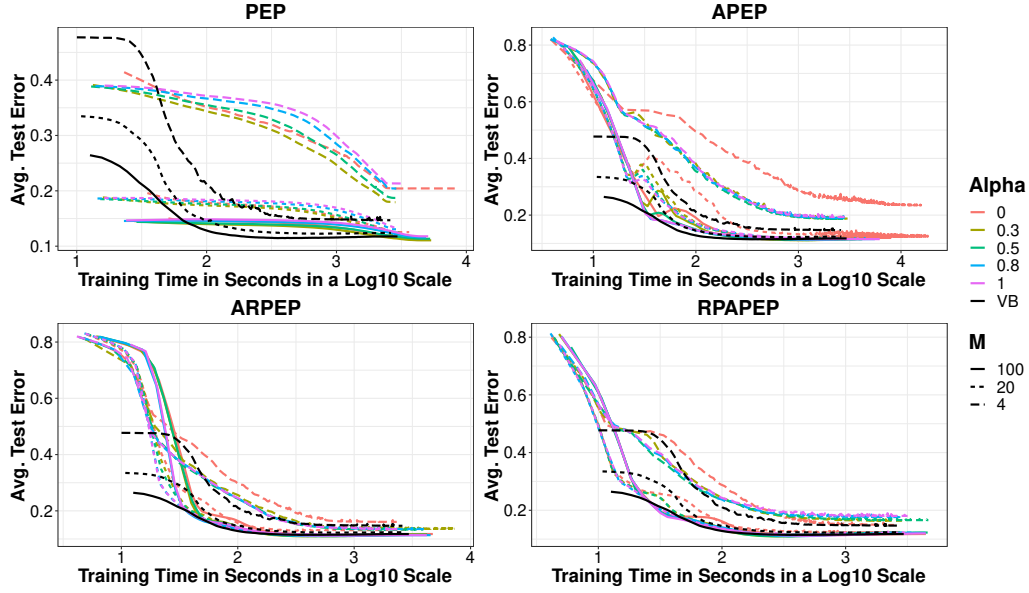 PEP
APEP
Avg. Test Error
0.4
0.3
0.2
0.1
1
2
3
4
Training Time in Seconds in a Log10 Scale
Avg. Test Error
0.8
0.6
0.4
0.2
1
2
3
4
Training Time in Seconds in a Log10 Scale
ARPEP
RPAPEP
Avg. Test Error
0.8
0.6
0.4
0.2
1
2
3
4
Training Time in Seconds in a Log10 Scale
Avg. Test Error
0.8
0.6
0.4
0.2
1
2
3
Training Time in Seconds in a Log10 Scale
Alpha
0
0.3
0.5
0.8
1
VB
M
100
20
4